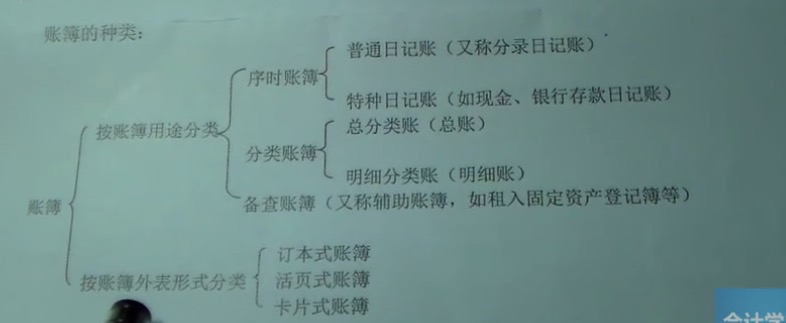 账簿的种类：
普通日记账（又称分录日记账）
序时账簿
特种日记账（如现金、银行存款日记账）
按账簿用途分类
总分类账（总账）
分类账簿
明细分类账（明细账）
备查账簿（又称辅助账簿，如租入固定资产登记簿等）
账簿
订本式账簿
按账簿外表形式分类
活页式账簿
卡片式账簿
会计学